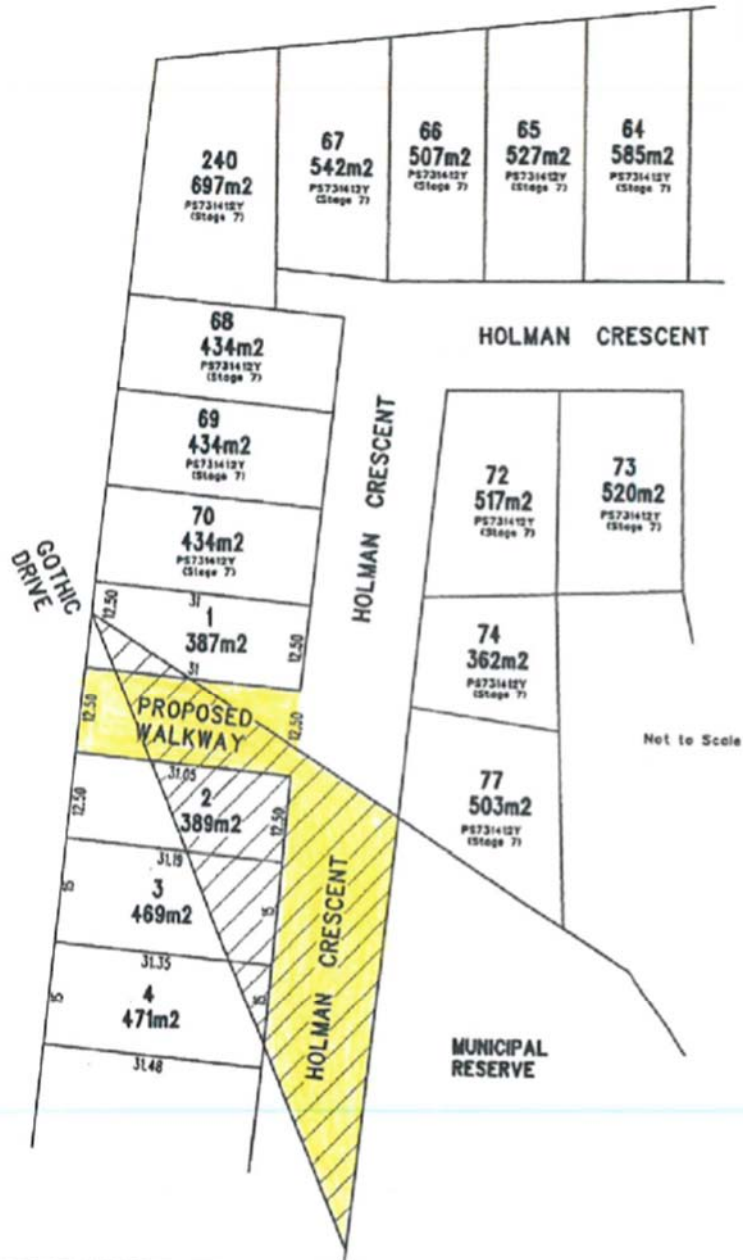 240
697m2
PS731412Y
(Stage 7)
67
542m2
PS731412Y
(Stage 7)
66
507m2
PS731412Y
(Stage 7)
65
527m2
PS731412Y
(Stage 7)
64
585m2
PS731412Y
(Stage 7)
HOLMAN CRESCENT
68
434m2
PS731412Y
(Stage 7)
69
434m2
PS731412Y
(Stage 7)
70
434m2
PS731412Y
(Stage 7)
HOLMAN CRESCENT
72
517m2
PS731412Y
(Stage 7)
73
520m2
PS731412Y
(Stage 7)
GOTHIC
DRIVE
12.50
31
1
387m2
12.50
31
74
362m2
PS731412Y
(Stage 7)
12.50
PROPOSED
WALKWAY
12.50
Not to Scale
31.05
12.50
2
389m2
12.50
77
503m2
PS731412Y
(Stage 7)
31.19
15
3
469m2
15
31.35
15
4
471m2
15
31.48
HOLMAN CRESCENT
MUNICIPAL
RESERVE